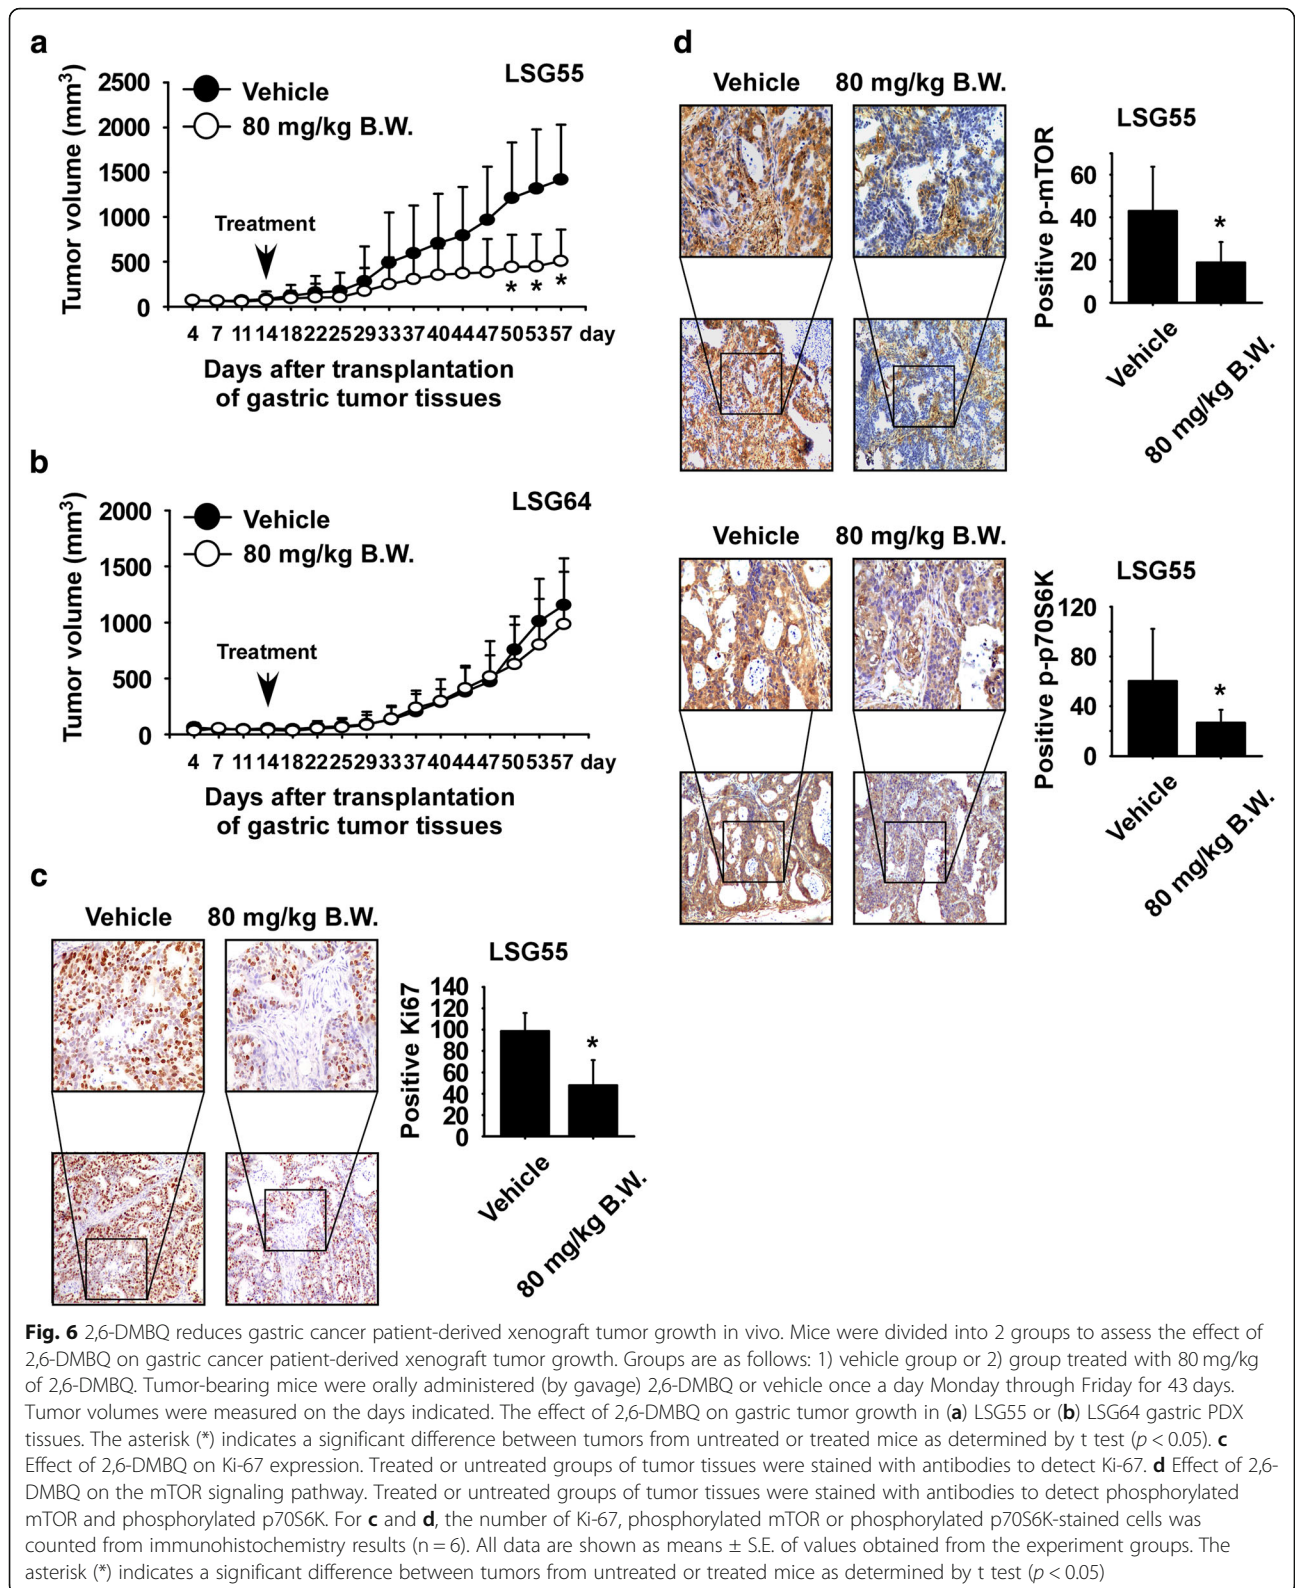 a
LSG55
Tumor volume (mm³)
2500
2000
1500
1000
500
0
Vehicle
80 mg/kg B.W.
Treatment
*
*
*
4 7 11 14 18 22 25 29 33 37 40 44 47 50 53 57 day
Days after transplantation
of gastric tumor tissues
b
LSG64
Tumor volume (mm³)
2000
1500
1000
500
0
Vehicle
80 mg/kg B.W.
Treatment
4 7 11 14 18 22 25 29 33 37 40 44 47 50 53 57 day
Days after transplantation
of gastric tumor tissues
c
Vehicle
80 mg/kg B.W.
LSG55
Positive Ki67
140
120
100
80
60
40
20
0
*
Vehicle
80 mg/kg B.W.
d
Vehicle
80 mg/kg B.W.
LSG55
Positive p-mTOR
60
40
20
0
*
Vehicle
80 mg/kg B.W.
Vehicle
80 mg/kg B.W.
LSG55
Positive p-p70S6K
120
80
40
0
*
Vehicle
80 mg/kg B.W.
Fig. 6 2,6-DMBQ reduces gastric cancer patient-derived xenograft tumor growth in vivo. Mice were divided into 2 groups to assess the effect of
2,6-DMBQ on gastric cancer patient-derived xenograft tumor growth. Groups are as follows: 1) vehicle group or 2) group treated with 80 mg/kg
of 2,6-DMBQ. Tumor-bearing mice were orally administered (by gavage) 2,6-DMBQ or vehicle once a day Monday through Friday for 43 days.
Tumor volumes were measured on the days indicated. The effect of 2,6-DMBQ on gastric tumor growth in (a) LSG55 or (b) LSG64 gastric PDX
tissues. The asterisk (*) indicates a significant difference between tumors from untreated or treated mice as determined by t test (p < 0.05). c
Effect of 2,6-DMBQ on Ki-67 expression. Treated or untreated groups of tumor tissues were stained with antibodies to detect Ki-67. d Effect of 2,6-
DMBQ on the mTOR signaling pathway. Treated or untreated groups of tumor tissues were stained with antibodies to detect phosphorylated
mTOR and phosphorylated p70S6K. For c and d, the number of Ki-67, phosphorylated mTOR or phosphorylated p70S6K-stained cells was
counted from immunohistochemistry results (n = 6). All data are shown as means ± S.E. of values obtained from the experiment groups. The
asterisk (*) indicates a significant difference between tumors from untreated or treated mice as determined by t test (p < 0.05)